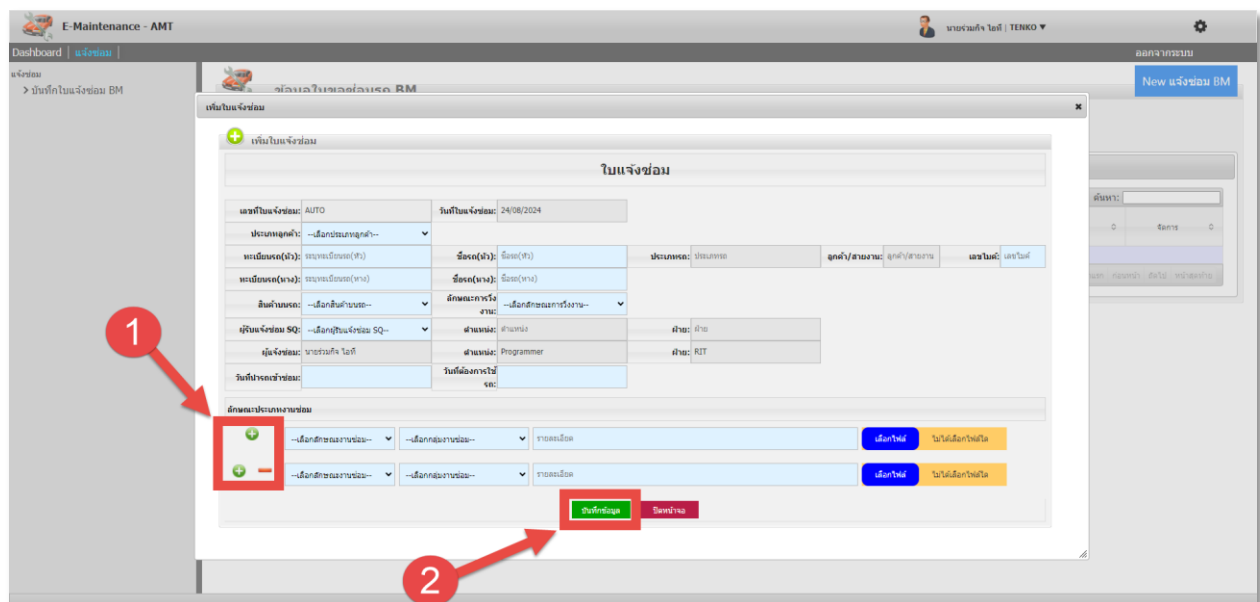 E-Maintenance - AMT
นายร่วมกิจ ไอที | TENKO ▼
Dashboard | แจ้งซ่อม |
ออกจากระบบ
แจ้งซ่อม
> บันทึกใบแจ้งซ่อม BM
ข้อมูลใบขอซ่อมรถ BM
New แจ้งซ่อม BM
เพิ่มใบแจ้งซ่อม
เพิ่มใบแจ้งซ่อม
ใบแจ้งซ่อม
ค้นหา:
จัดการ
เลขที่ใบแจ้งซ่อม: AUTO วันที่ใบแจ้งซ่อม: 24/08/2024
ประเภทลูกค้า: --เลือกประเภทลูกค้า--
ทะเบียนรถ(หัว): ระบุทะเบียนรถ(หัว) ชื่อรถ(หัว): ชื่อรถ(หัว) ประเภทรถ: ประเภทรถ ลูกค้า/สายงาน: ลูกค้า/สายงาน เลขไมค์: เลขไมค์
ทะเบียนรถ(หาง): ระบุทะเบียนรถ(หาง) ชื่อรถ(หาง): ชื่อรถ(หาง)
สินค้าบนรถ: --เลือกสินค้าบนรถ-- ลักษณะการวิ่งงาน: --เลือกลักษณะการวิ่งงาน--
ผู้รับแจ้งซ่อม SQ: --เลือกผู้รับแจ้งซ่อม SQ-- ตำแหน่ง: ตำแหน่ง ฝ่าย: ฝ่าย
ผู้แจ้งซ่อม: นายร่วมกิจ ไอที ตำแหน่ง: Programmer ฝ่าย: RIT
วันที่นำรถเข้าซ่อม: วันที่ต้องการใช้รถ:
ลักษณะประเภทงานซ่อม
1
--เลือกลักษณะงานซ่อม-- --เลือกกลุ่มงานซ่อม-- รายละเอียด เลือกไฟล์ ไม่ได้เลือกไฟล์ใด
--เลือกลักษณะงานซ่อม-- --เลือกกลุ่มงานซ่อม-- รายละเอียด เลือกไฟล์ ไม่ได้เลือกไฟล์ใด
บันทึกข้อมูล ปิดหน้าจอ
2